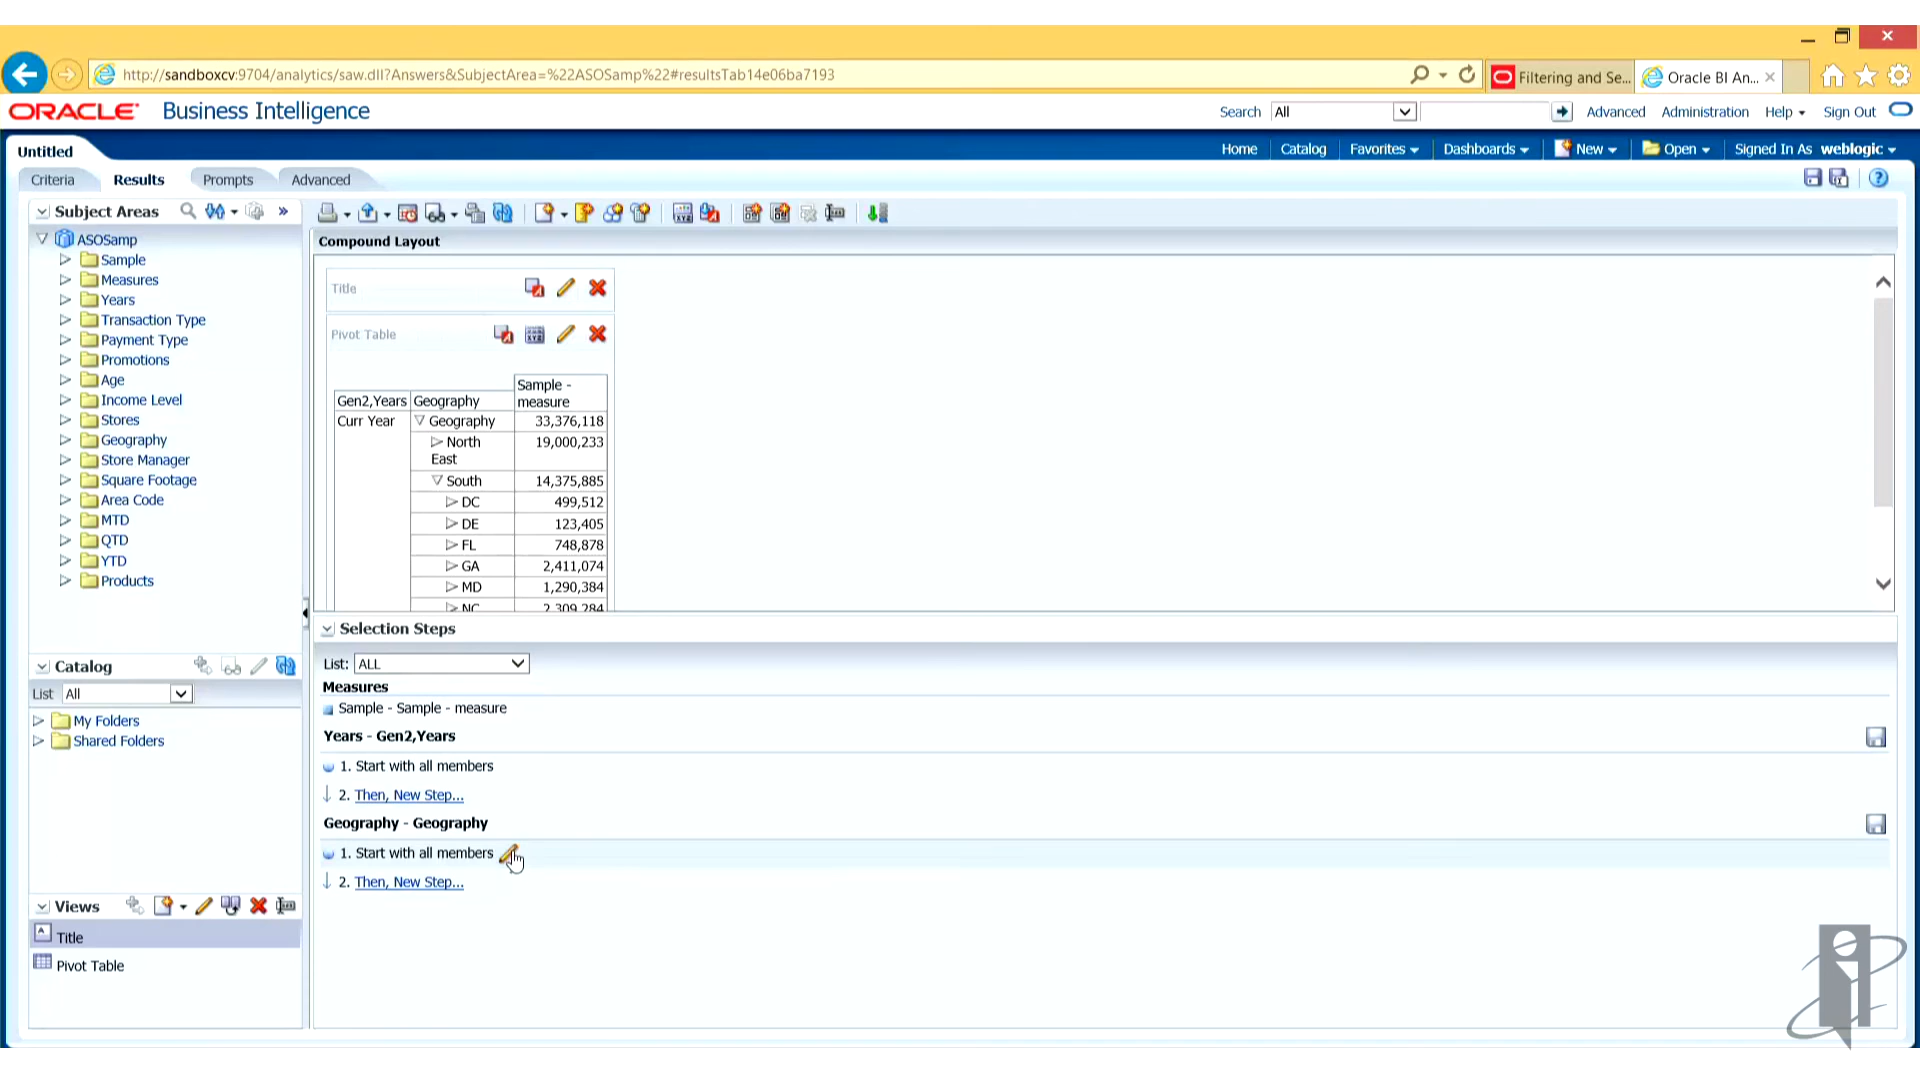 http://sandboxcv:9704/analytics/saw.dll?Answers&SubjectArea=%22ASOSamp%22#resultsTab14e06ba7193
Filtering and Se...
Oracle BI An...
ORACLE Business Intelligence
Search All Advanced Administration Help Sign Out
Untitled
Home Catalog Favorites Dashboards New Open Signed In As weblogic
Criteria Results Prompts Advanced
Subject Areas
ASOSamp
Sample
Measures
Years
Transaction Type
Payment Type
Promotions
Age
Income Level
Stores
Geography
Store Manager
Square Footage
Area Code
MTD
QTD
YTD
Products
Catalog
List All
My Folders
Shared Folders
Views
Title
Pivot Table
Compound Layout
Title
Pivot Table
Sample -
Gen2,Years Geography measure
Curr Year Geography 33,376,118
North 19,000,233
East
South 14,375,885
DC 499,512
DE 123,405
FL 748,878
GA 2,411,074
MD 1,290,384
NC 2,309,284
Selection Steps
List: ALL
Measures
Sample - Sample - measure
Years - Gen2,Years
1. Start with all members
2. Then, New Step...
Geography - Geography
1. Start with all members
2. Then, New Step...